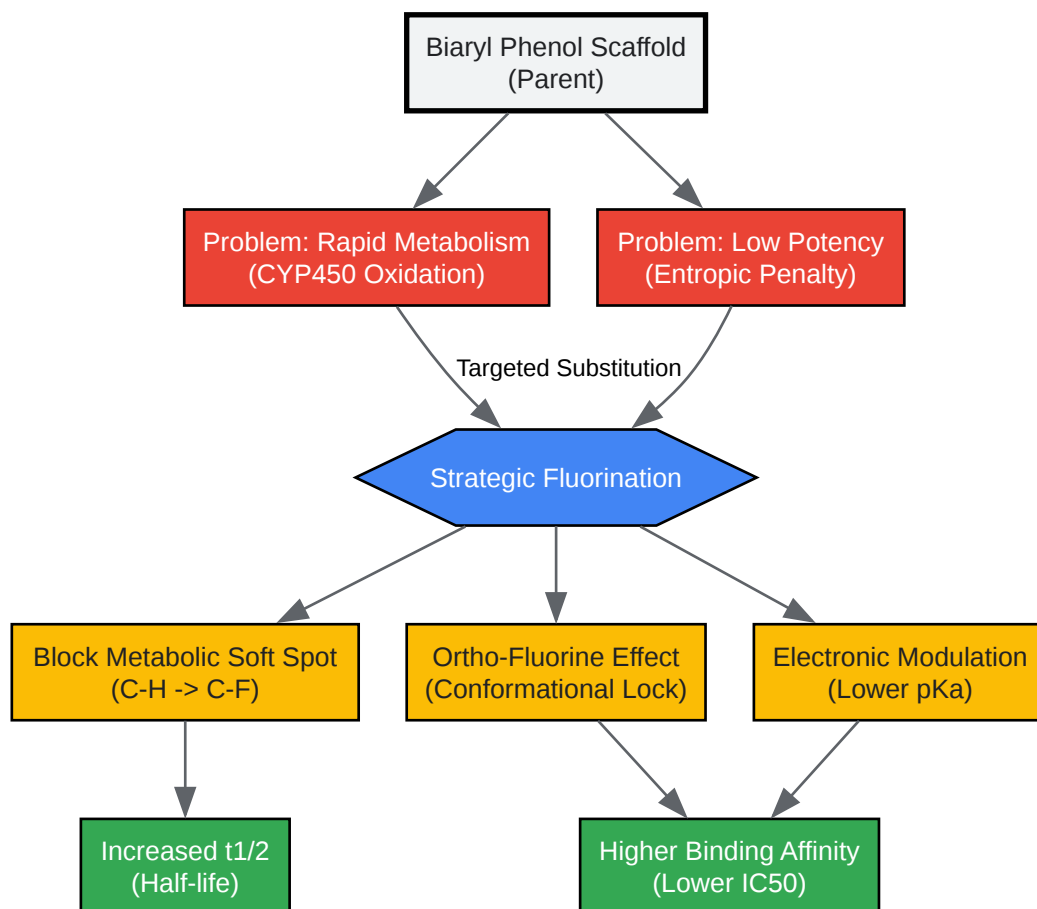 Biaryl Phenol Scaffold
(Parent)
Problem: Rapid Metabolism
(CYP450 Oxidation)
Problem: Low Potency
(Entropic Penalty)
Targeted Substitution
Strategic Fluorination
Block Metabolic Soft Spot
(C-H -> C-F)
Ortho-Fluorine Effect
(Conformational Lock)
Electronic Modulation
(Lower pKa)
Increased t1/2
(Half-life)
Higher Binding Affinity
(Lower IC50)